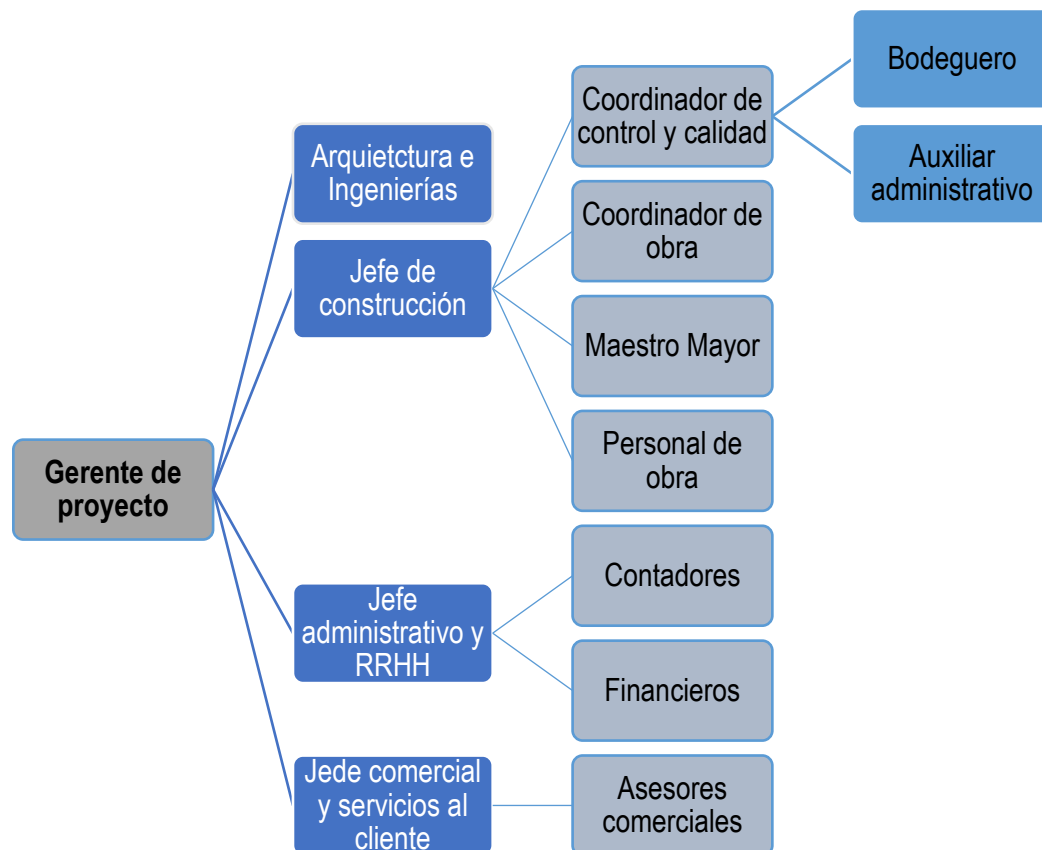 Gerente de
proyecto
Arquietctura e
Ingenierías
Jefe de
construcción
Coordinador de
control y calidad
Bodeguero
Auxiliar
administrativo
Coordinador de
obra
Maestro Mayor
Personal de
obra
Jefe
administrativo y
RRHH
Contadores
Financieros
Jede comercial
y servicios al
cliente
Asesores
comerciales